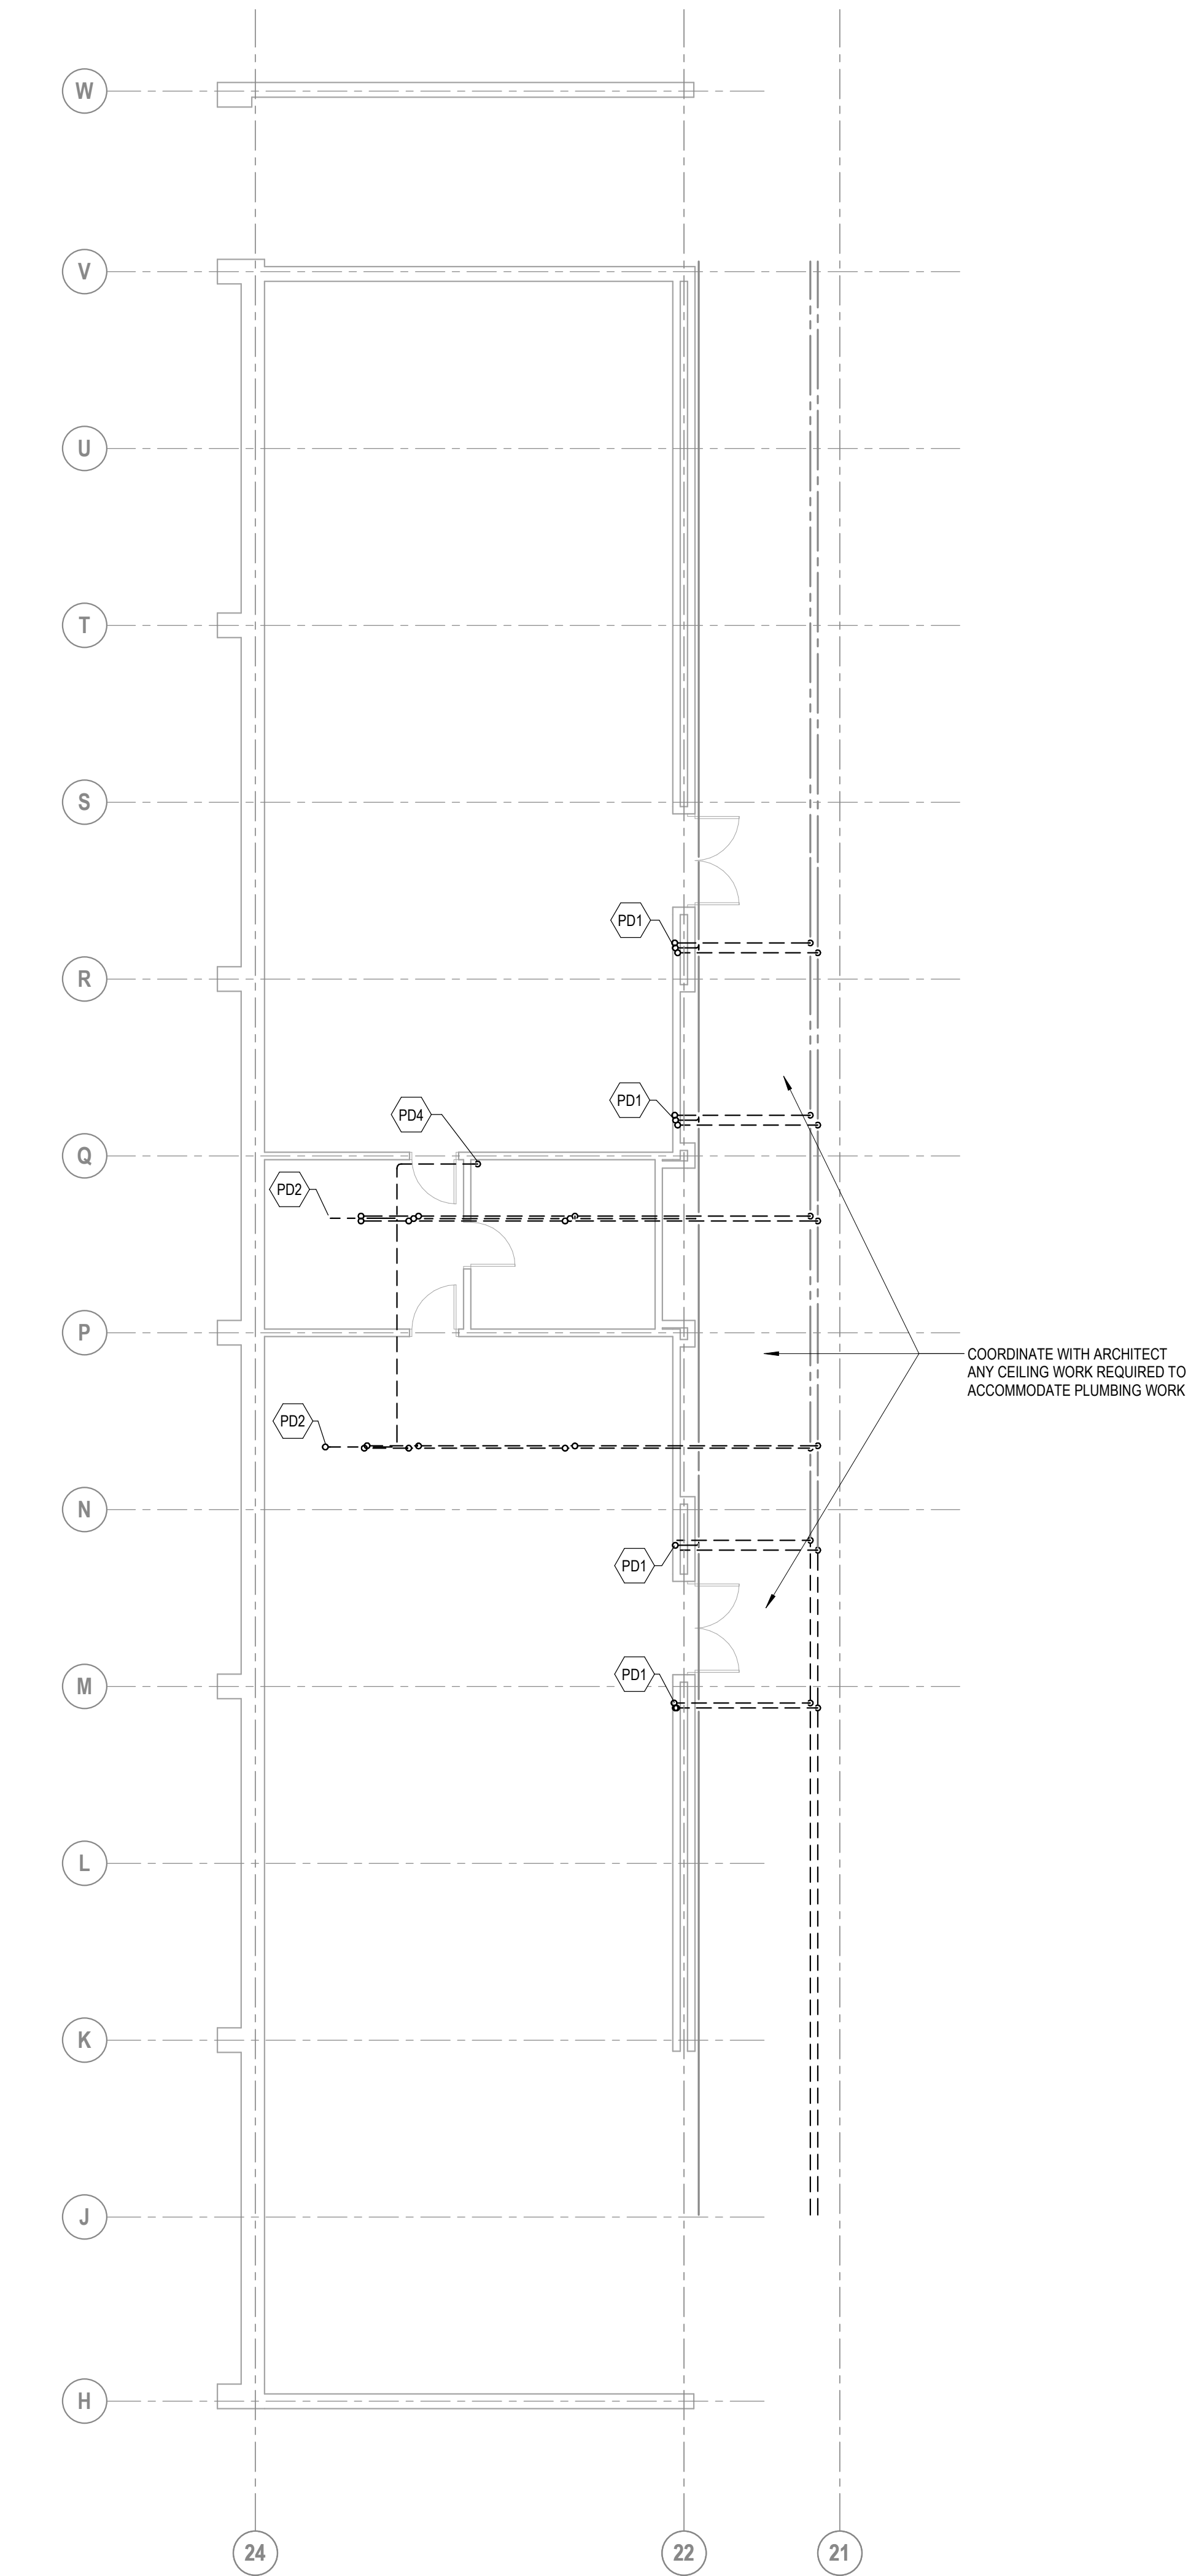 W
V
U
T
S
PD1
R
PD1
PD4
Q
PD2
P
COORDINATE WITH ARCHITECT
ANY CEILING WORK REQUIRED TO
ACCOMMODATE PLUMBING WORK
PD2
N
PD1
PD1
M
L
K
J
H
24
22
21